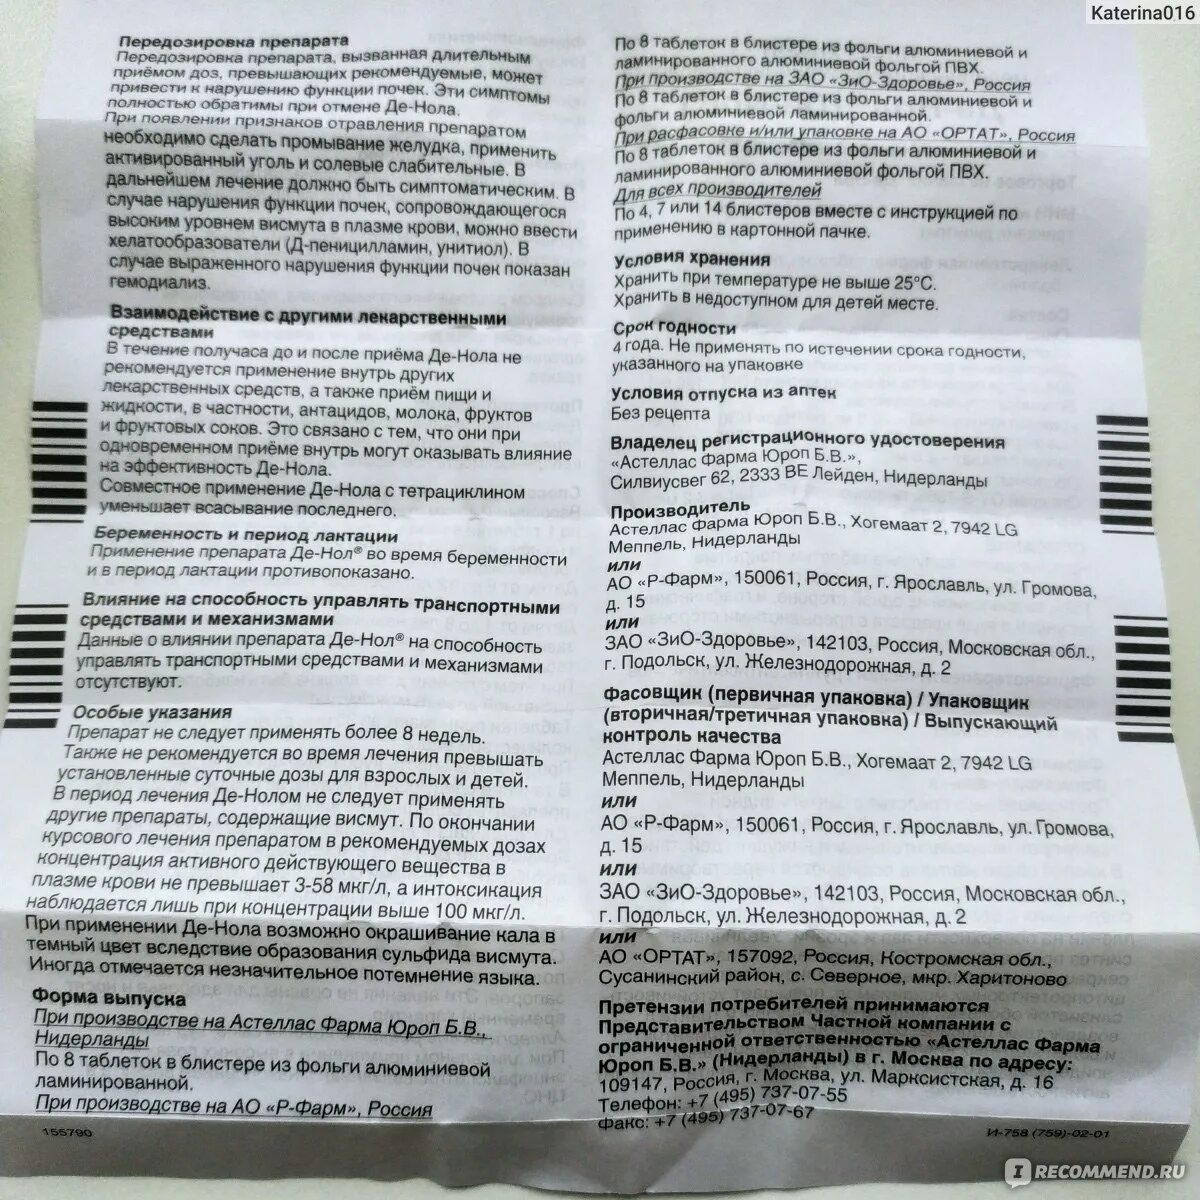 Katerina016
Передозировка препарата
Передозировка препарата, вызванная длительным
приёмом доз, превышающих рекомендуемые, может
привести к нарушению функции почек. Эти симптомы
полностью обратимы при отмене Де-Нола.
При появлении признаков отравления препаратом
необходимо сделать промывание желудка, применить
активированный уголь и солевые слабительные. В
дальнейшем лечение должно быть симптоматическим. В
случае нарушения функции почек, сопровождающегося
высоким уровнем висмута в плазме крови, можно ввести
хелатообразователи (Д-пеницилламин, унитиол). В
случае выраженного нарушения функции почек показан
гемодиализ.
Взаимодействие с другими лекарственными
средствами
В течение получаса до и после приёма Де-Нола не
рекомендуется применение внутрь других
лекарственных средств, а также приём пищи и
жидкости, в частности, антацидов, молока, фруктов
и фруктовых соков. Это связано с тем, что они при
одновременном приёме внутрь могут оказывать влияние
на эффективность Де-Нола.
Совместное применение Де-Нола с тетрациклином
уменьшает всасывание последнего.
Беременность и период лактации
Применение препарата Де-Нол® во время беременности
и в период лактации противопоказано.
Влияние на способность управлять транспортными
средствами и механизмами
Данные о влиянии препарата Де-Нол® на способность
управлять транспортными средствами и механизмами
отсутствуют.
Особые указания
Препарат не следует применять более 8 недель.
Также не рекомендуется во время лечения превышать
установленные суточные дозы для взрослых и детей.
В период лечения Де-Нолом не следует применять
другие препараты, содержащие висмут. По окончании
курсового лечения препаратом в рекомендуемых дозах
концентрация активного действующего вещества в
плазме крови не превышает 3-58 мкг/л, а интоксикация
наблюдается лишь при концентрации выше 100 мкг/л.
При применении Де-Нола возможно окрашивание кала в
темный цвет вследствие образования сульфида висмута.
Иногда отмечается незначительное потемнение языка.
Форма выпуска
При производстве на Астеллас Фарма Юроп Б.В.,
Нидерланды
По 8 таблеток в блистере из фольги алюминиевой
ламинированной.
При производстве на АО «Р-Фарм», Россия
155790
По 8 таблеток в блистере из фольги алюминиевой и
ламинированного алюминиевой фольгой ПВХ.
При производстве на ЗАО «ЗиО-Здоровье», Россия
По 8 таблеток в блистере из фольги алюминиевой и
фольги алюминиевой ламинированной.
При расфасовке и/или упаковке на АО «ОРТАТ», Россия
По 8 таблеток в блистере из фольги алюминиевой и
ламинированного алюминиевой фольгой ПВХ.
Для всех производителей
По 4, 7 или 14 блистеров вместе с инструкцией по
применению в картонной пачке.
Условия хранения
Хранить при температуре не выше 25°С.
Хранить в недоступном для детей месте.
Срок годности
4 года. Не применять по истечении срока годности,
указанного на упаковке
Условия отпуска из аптек
Без рецепта
Владелец регистрационного удостоверения
«Астеллас Фарма Юроп Б.В.»,
Силвиусвег 62, 2333 ВЕ Лейден, Нидерланды
Производитель
Астеллас Фарма Юроп Б.В., Хогемаат 2, 7942 LG
Меппель, Нидерланды
или
АО «Р-Фарм», 150061, Россия, г. Ярославль, ул. Громова,
д. 15
или
ЗАО «ЗиО-Здоровье», 142103, Россия, Московская обл.,
г. Подольск, ул. Железнодорожная, д. 2
Фасовщик (первичная упаковка) / Упаковщик
(вторичная/третичная упаковка) / Выпускающий
контроль качества
Астеллас Фарма Юроп Б.В., Хогемаат 2, 7942 LG
Меппель, Нидерланды
или
АО «Р-Фарм», 150061, Россия, г. Ярославль, ул. Громова,
д. 15
или
ЗАО «ЗиО-Здоровье», 142103, Россия, Московская обл.,
г. Подольск, ул. Железнодорожная, д. 2
или
АО «ОРТАТ», 157092, Россия, Костромская обл.,
Сусанинский район, с. Северное, мкр. Харитоново
Претензии потребителей принимаются
Представительством Частной компании с
ограниченной ответственностью «Астеллас Фарма
Юроп Б.В.» (Нидерланды) в г. Москва по адресу:
109147, Россия, г. Москва, ул. Марксистская, д. 16
Телефон: +7 (495) 737-07-55
Факс: +7 (495) 737-07-67
И-758 (759)-02-01
IRECOMMEND.RU